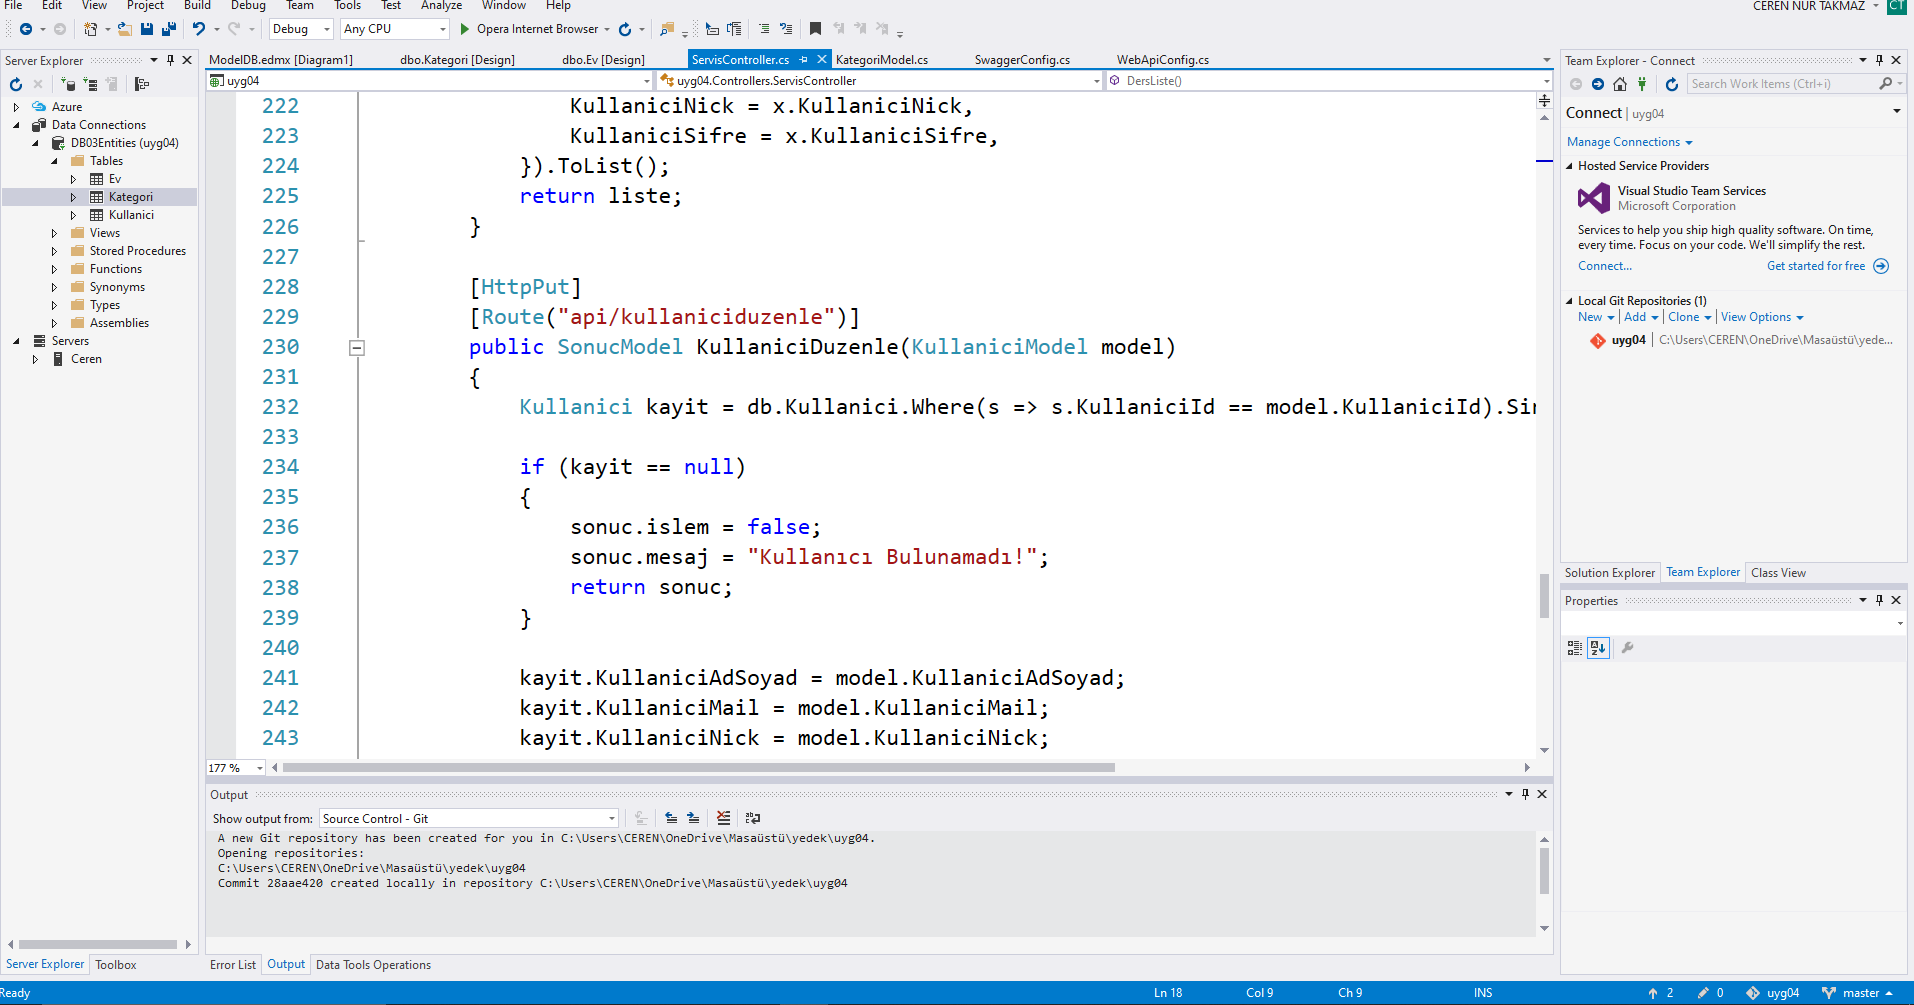 File Edit View Project Build Debug Team Tools Test Analyze Window Help CEREN NUR TAKMAZ CT
Debug Any CPU Opera Internet Browser
Server Explorer
Azure
Data Connections
DB03Entities (uyg04)
Tables
Ev
Kategori
Kullanici
Views
Stored Procedures
Functions
Synonyms
Types
Assemblies
Servers
Ceren
Server Explorer Toolbox
ModelDB.edmx [Diagram1] dbo.Kategori [Design] dbo.Ev [Design] ServisController.cs KategoriModel.cs SwaggerConfig.cs WebApiConfig.cs
uyg04 uyg04.Controllers.ServisController DersListe()
222 KullaniciNick = x.KullaniciNick,
223 KullaniciSifre = x.KullaniciSifre,
224 }).ToList();
225 return liste;
226 }
227
228 [HttpPut]
229 [Route("api/kullaniciduzenle")]
230 public SonucModel KullaniciDuzenle(KullaniciModel model)
231 {
232 Kullanici kayit = db.Kullanici.Where(s => s.KullaniciId == model.KullaniciId).Sin
233
234 if (kayit == null)
235 {
236 sonuc.islem = false;
237 sonuc.mesaj = "Kullanıcı Bulunamadı!";
238 return sonuc;
239 }
240
241 kayit.KullaniciAdSoyad = model.KullaniciAdSoyad;
242 kayit.KullaniciMail = model.KullaniciMail;
243 kayit.KullaniciNick = model.KullaniciNick;
177 %
Output
Show output from: Source Control - Git
A new Git repository has been created for you in C:\Users\CEREN\OneDrive\Masaüstü\yedek\uyg04.
Opening repositories:
C:\Users\CEREN\OneDrive\Masaüstü\yedek\uyg04
Commit 28aae420 created locally in repository C:\Users\CEREN\OneDrive\Masaüstü\yedek\uyg04
Error List Output Data Tools Operations
Team Explorer - Connect
Search Work Items (Ctrl+i)
Connect | uyg04
Manage Connections
Hosted Service Providers
Visual Studio Team Services
Microsoft Corporation
Services to help you ship high quality software. On time,
every time. Focus on your code. We'll simplify the rest.
Connect... Get started for free
Local Git Repositories (1)
New Add Clone View Options
uyg04 C:\Users\CEREN\OneDrive\Masaüstü\yede...
Solution Explorer Team Explorer Class View
Properties
Ready Ln 18 Col 9 Ch 9 INS 2 0 uyg04 master